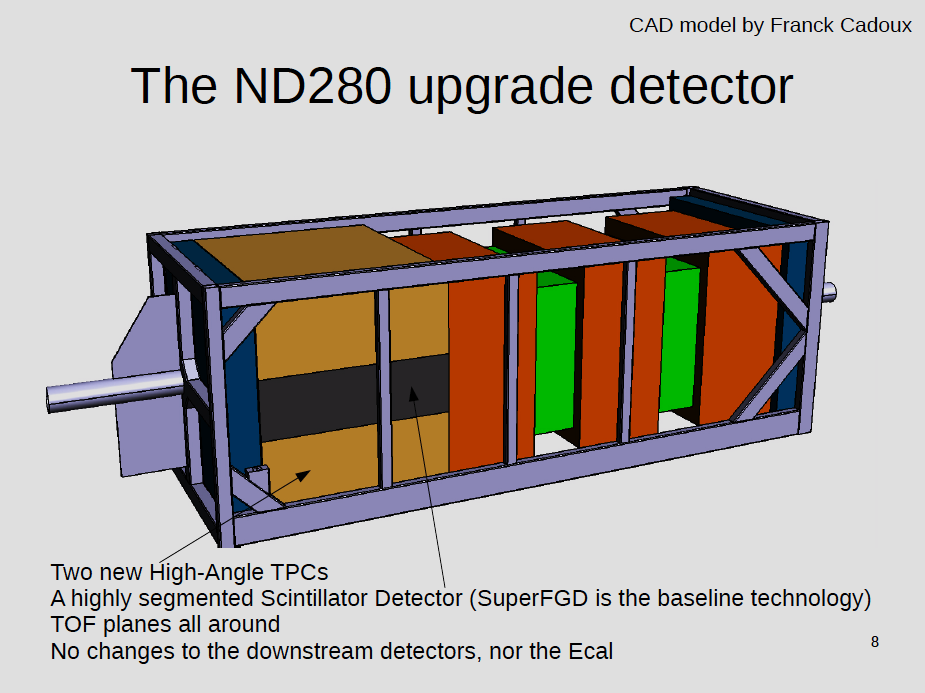 CAD model by Franck Cadoux
The ND280 upgrade detector
Two new High-Angle TPCs
A highly segmented Scintillator Detector (SuperFGD is the baseline technology)
TOF planes all around
No changes to the downstream detectors, nor the Ecal
8